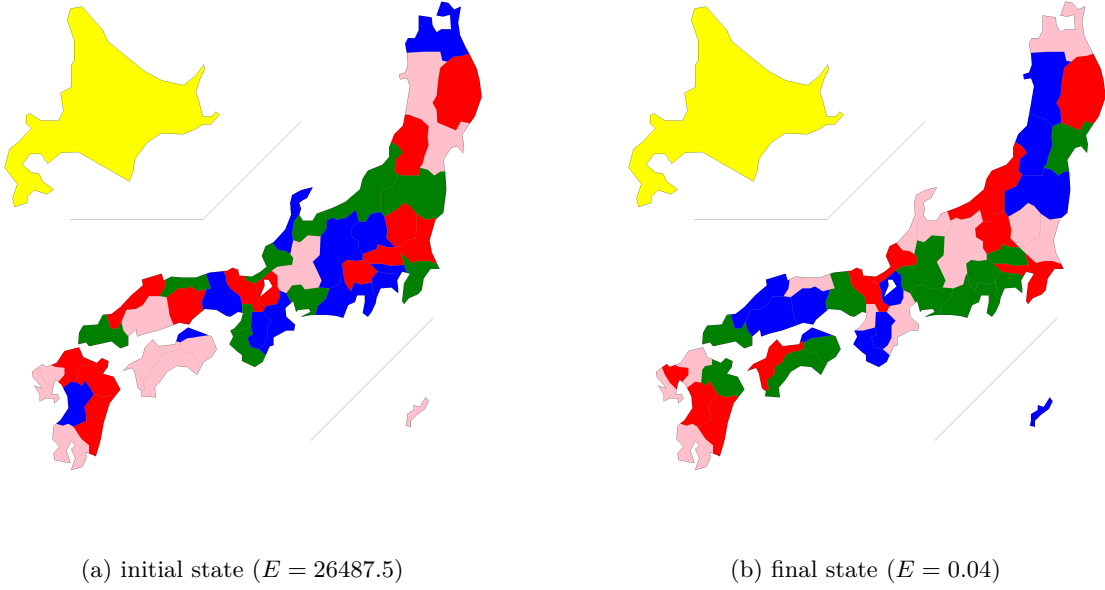 (a) initial state (E = 26487.5)
(b) final state (E = 0.04)